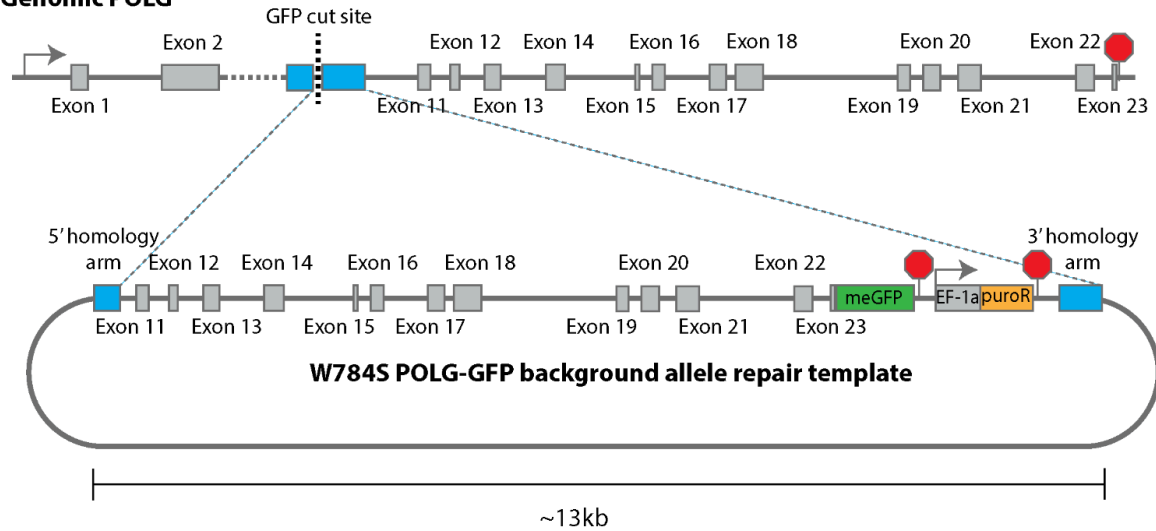 Genomic POLG
GFP cut site
Exon 2
Exon 12
Exon 14
Exon 16
Exon 18
Exon 20
Exon 22
Exon 1
Exon 11
Exon 13
Exon 15
Exon 17
Exon 19
Exon 21
Exon 23
5' homology
arm
3' homology
arm
Exon 12
Exon 14
Exon 16
Exon 18
Exon 20
Exon 22
meGFP
EF-1a
puroR
Exon 11
Exon 13
Exon 15
Exon 17
Exon 19
Exon 21
Exon 23
W784S POLG-GFP background allele repair template
~13kb